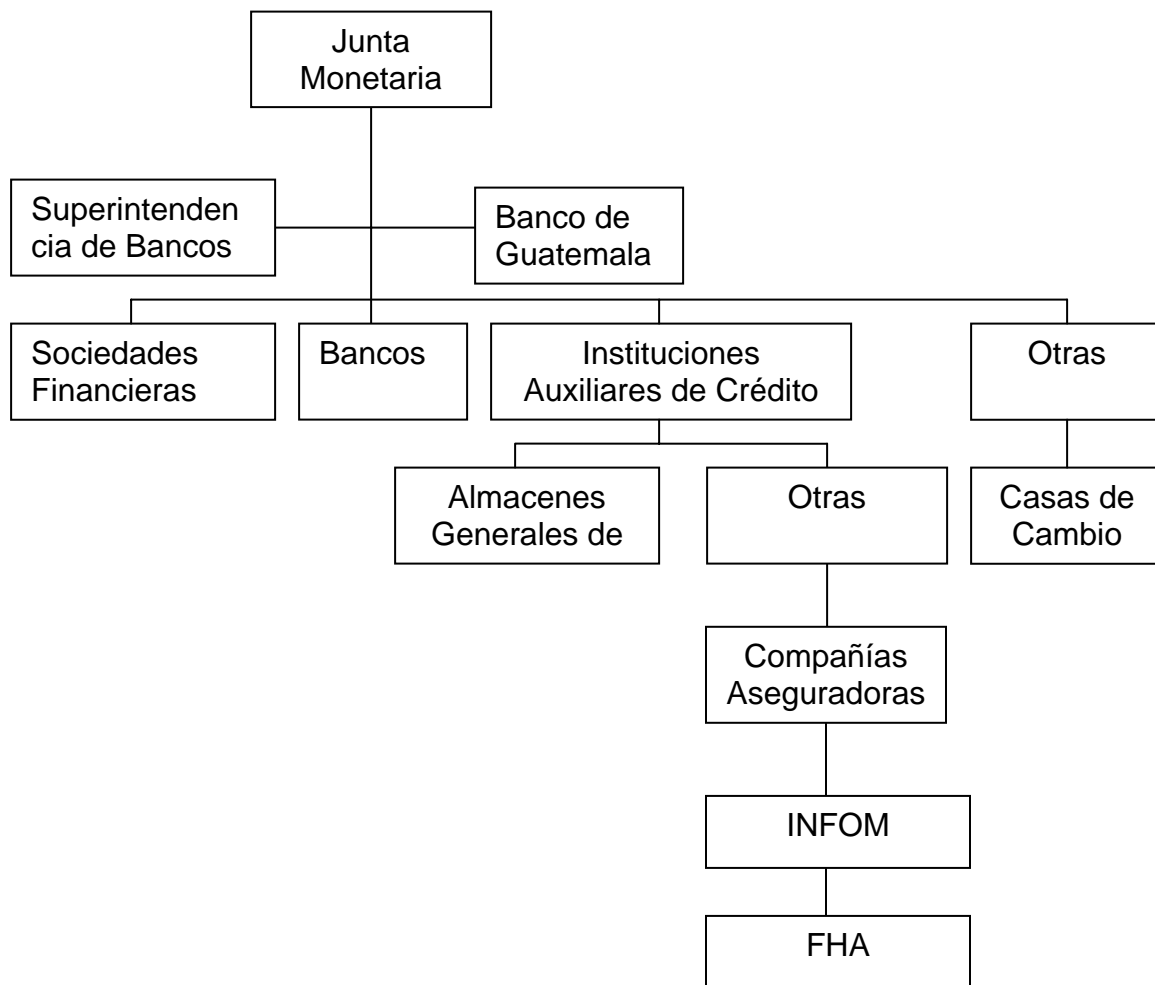 Junta
Monetaria
Superintenden
cia de Bancos
Banco de
Guatemala
Sociedades
Financieras
Bancos
Instituciones
Auxiliares de Crédito
Otras
Almacenes
Generales de
Otras
Casas de
Cambio
Compañías
Aseguradoras
INFOM
FHA